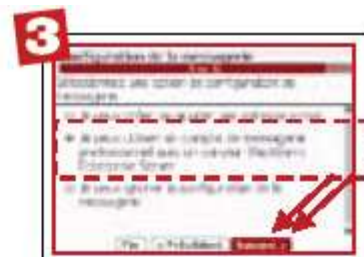 3
Configuration de la messagerie
Sélectionnez une option de configuration de
messagerie
Je veux utiliser un compte de messagerie
professionnel avec un serveur BlackBerry
Enterprise Server
Je veux ignorer la configuration de la
messagerie
Fin < Précédent Suivant >